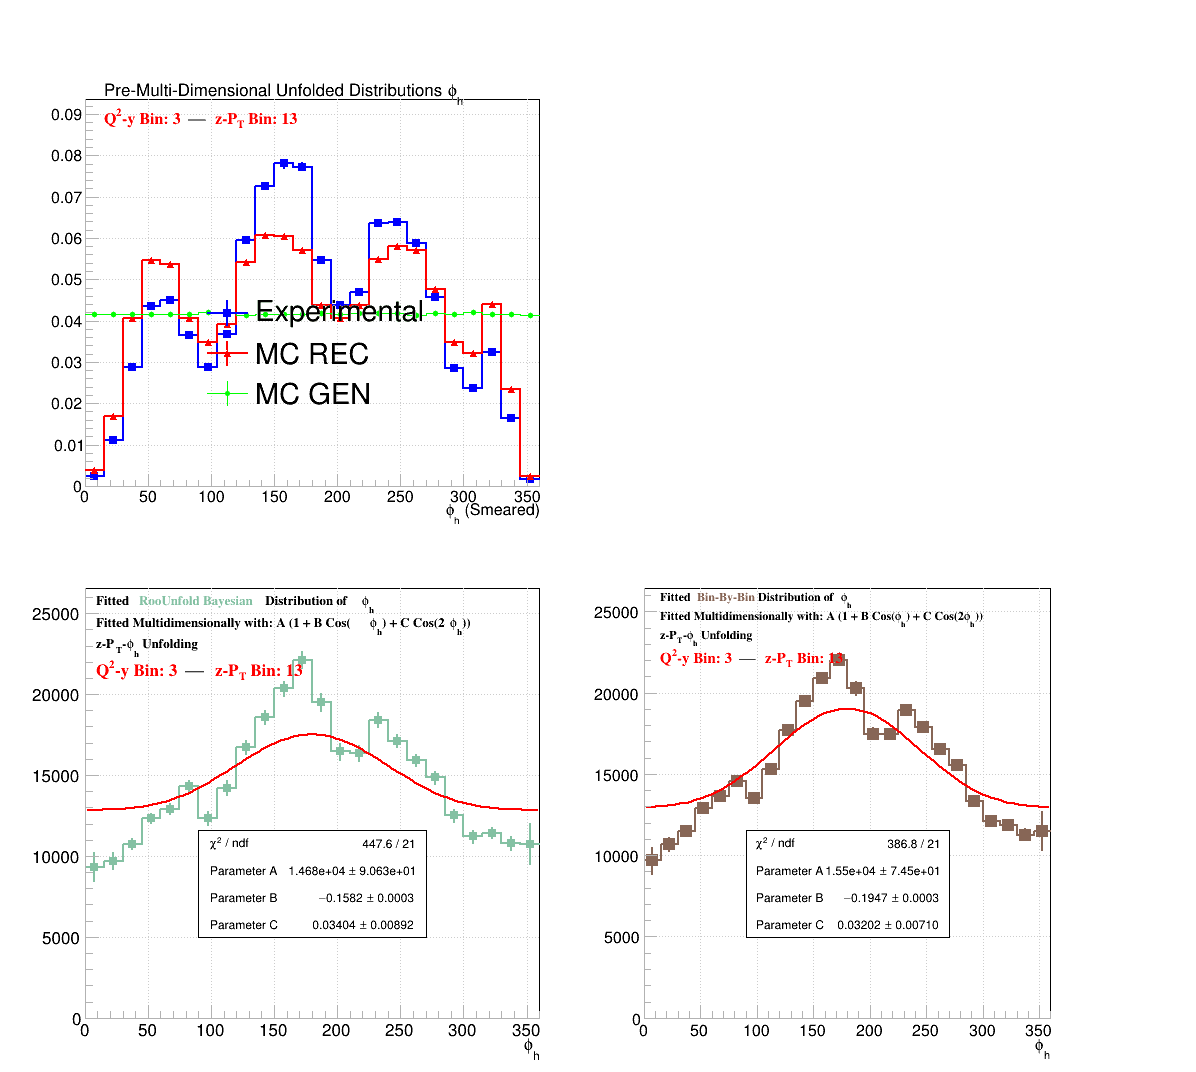 Pre-Multi-Dimensional Unfolded Distributions ϕh
Q²-y Bin: 3 — z-PT Bin: 13
0.09
0.08
0.07
0.06
0.05
0.04
0.03
0.02
0.01
0
Experimental
MC REC
MC GEN
0 50 100 150 200 250 300 350
ϕh (Smeared)
Fitted RooUnfold Bayesian Distribution of ϕh
Fitted Multidimensionally with: A (1 + B Cos(ϕh) + C Cos(2 ϕh))
z-PT-ϕh Unfolding
Q²-y Bin: 3 — z-PT Bin: 13
25000
20000
15000
10000
5000
0
χ² / ndf 447.6 / 21
Parameter A 1.468e+04 ± 9.063e+01
Parameter B −0.1582 ± 0.0003
Parameter C 0.03404 ± 0.00892
0 50 100 150 200 250 300 350
ϕh
Fitted Bin-By-Bin Distribution of ϕh
Fitted Multidimensionally with: A (1 + B Cos(ϕh) + C Cos(2ϕh))
z-PT-ϕh Unfolding
Q²-y Bin: 3 — z-PT Bin: 13
25000
20000
15000
10000
5000
0
χ² / ndf 386.8 / 21
Parameter A 1.55e+04 ± 7.45e+01
Parameter B −0.1947 ± 0.0003
Parameter C 0.03202 ± 0.00710
0 50 100 150 200 250 300 350
ϕh